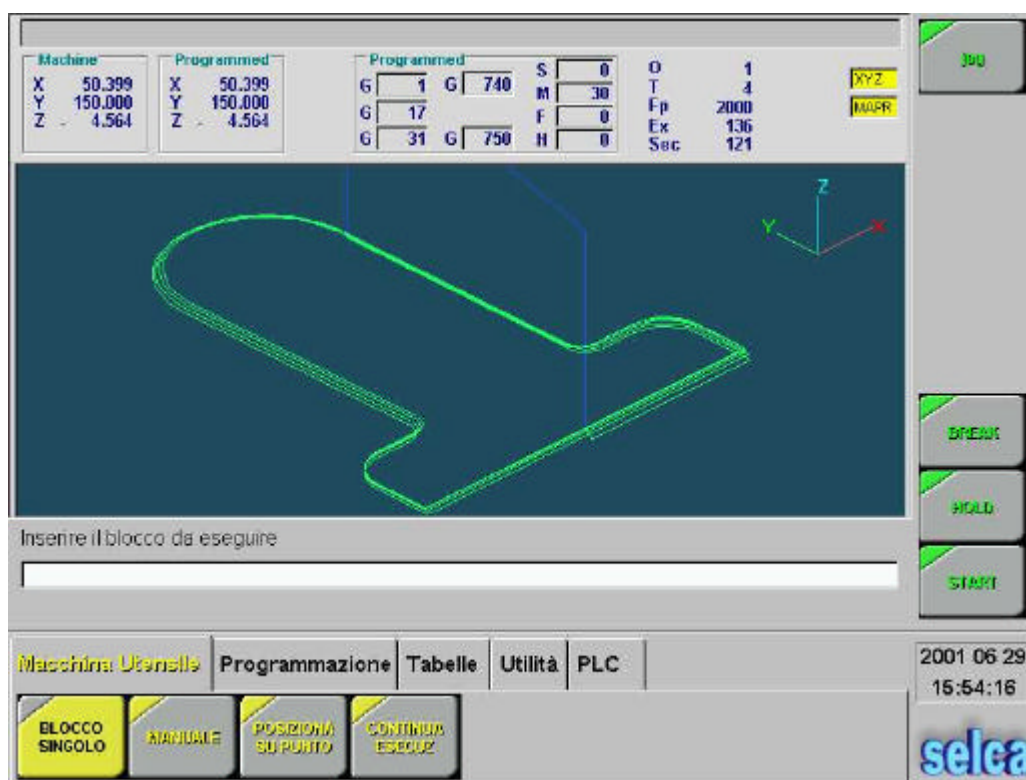 Machine
X 50.399
Y 150.000
Z - 4.564
Programmed
X 50.399
Y 150.000
Z - 4.564
Programmed
G 1 G 740
G 17
G 31 G 750
S 0
M 30
F 0
H 0
O 1
T 4
Fp 2000
Ex 136
Sec 121
XYZ
MAPR
JOG
Z
Y
X
BREAK
HOLD
START
Inserire il blocco da eseguire
Macchina Utensile Programmazione Tabelle Utilità PLC
2001 06 29
15:54:16
BLOCCO SINGOLO
MANUALE
POSIZIONA SU PUNTO
CONTINUA ESECUZ
selca